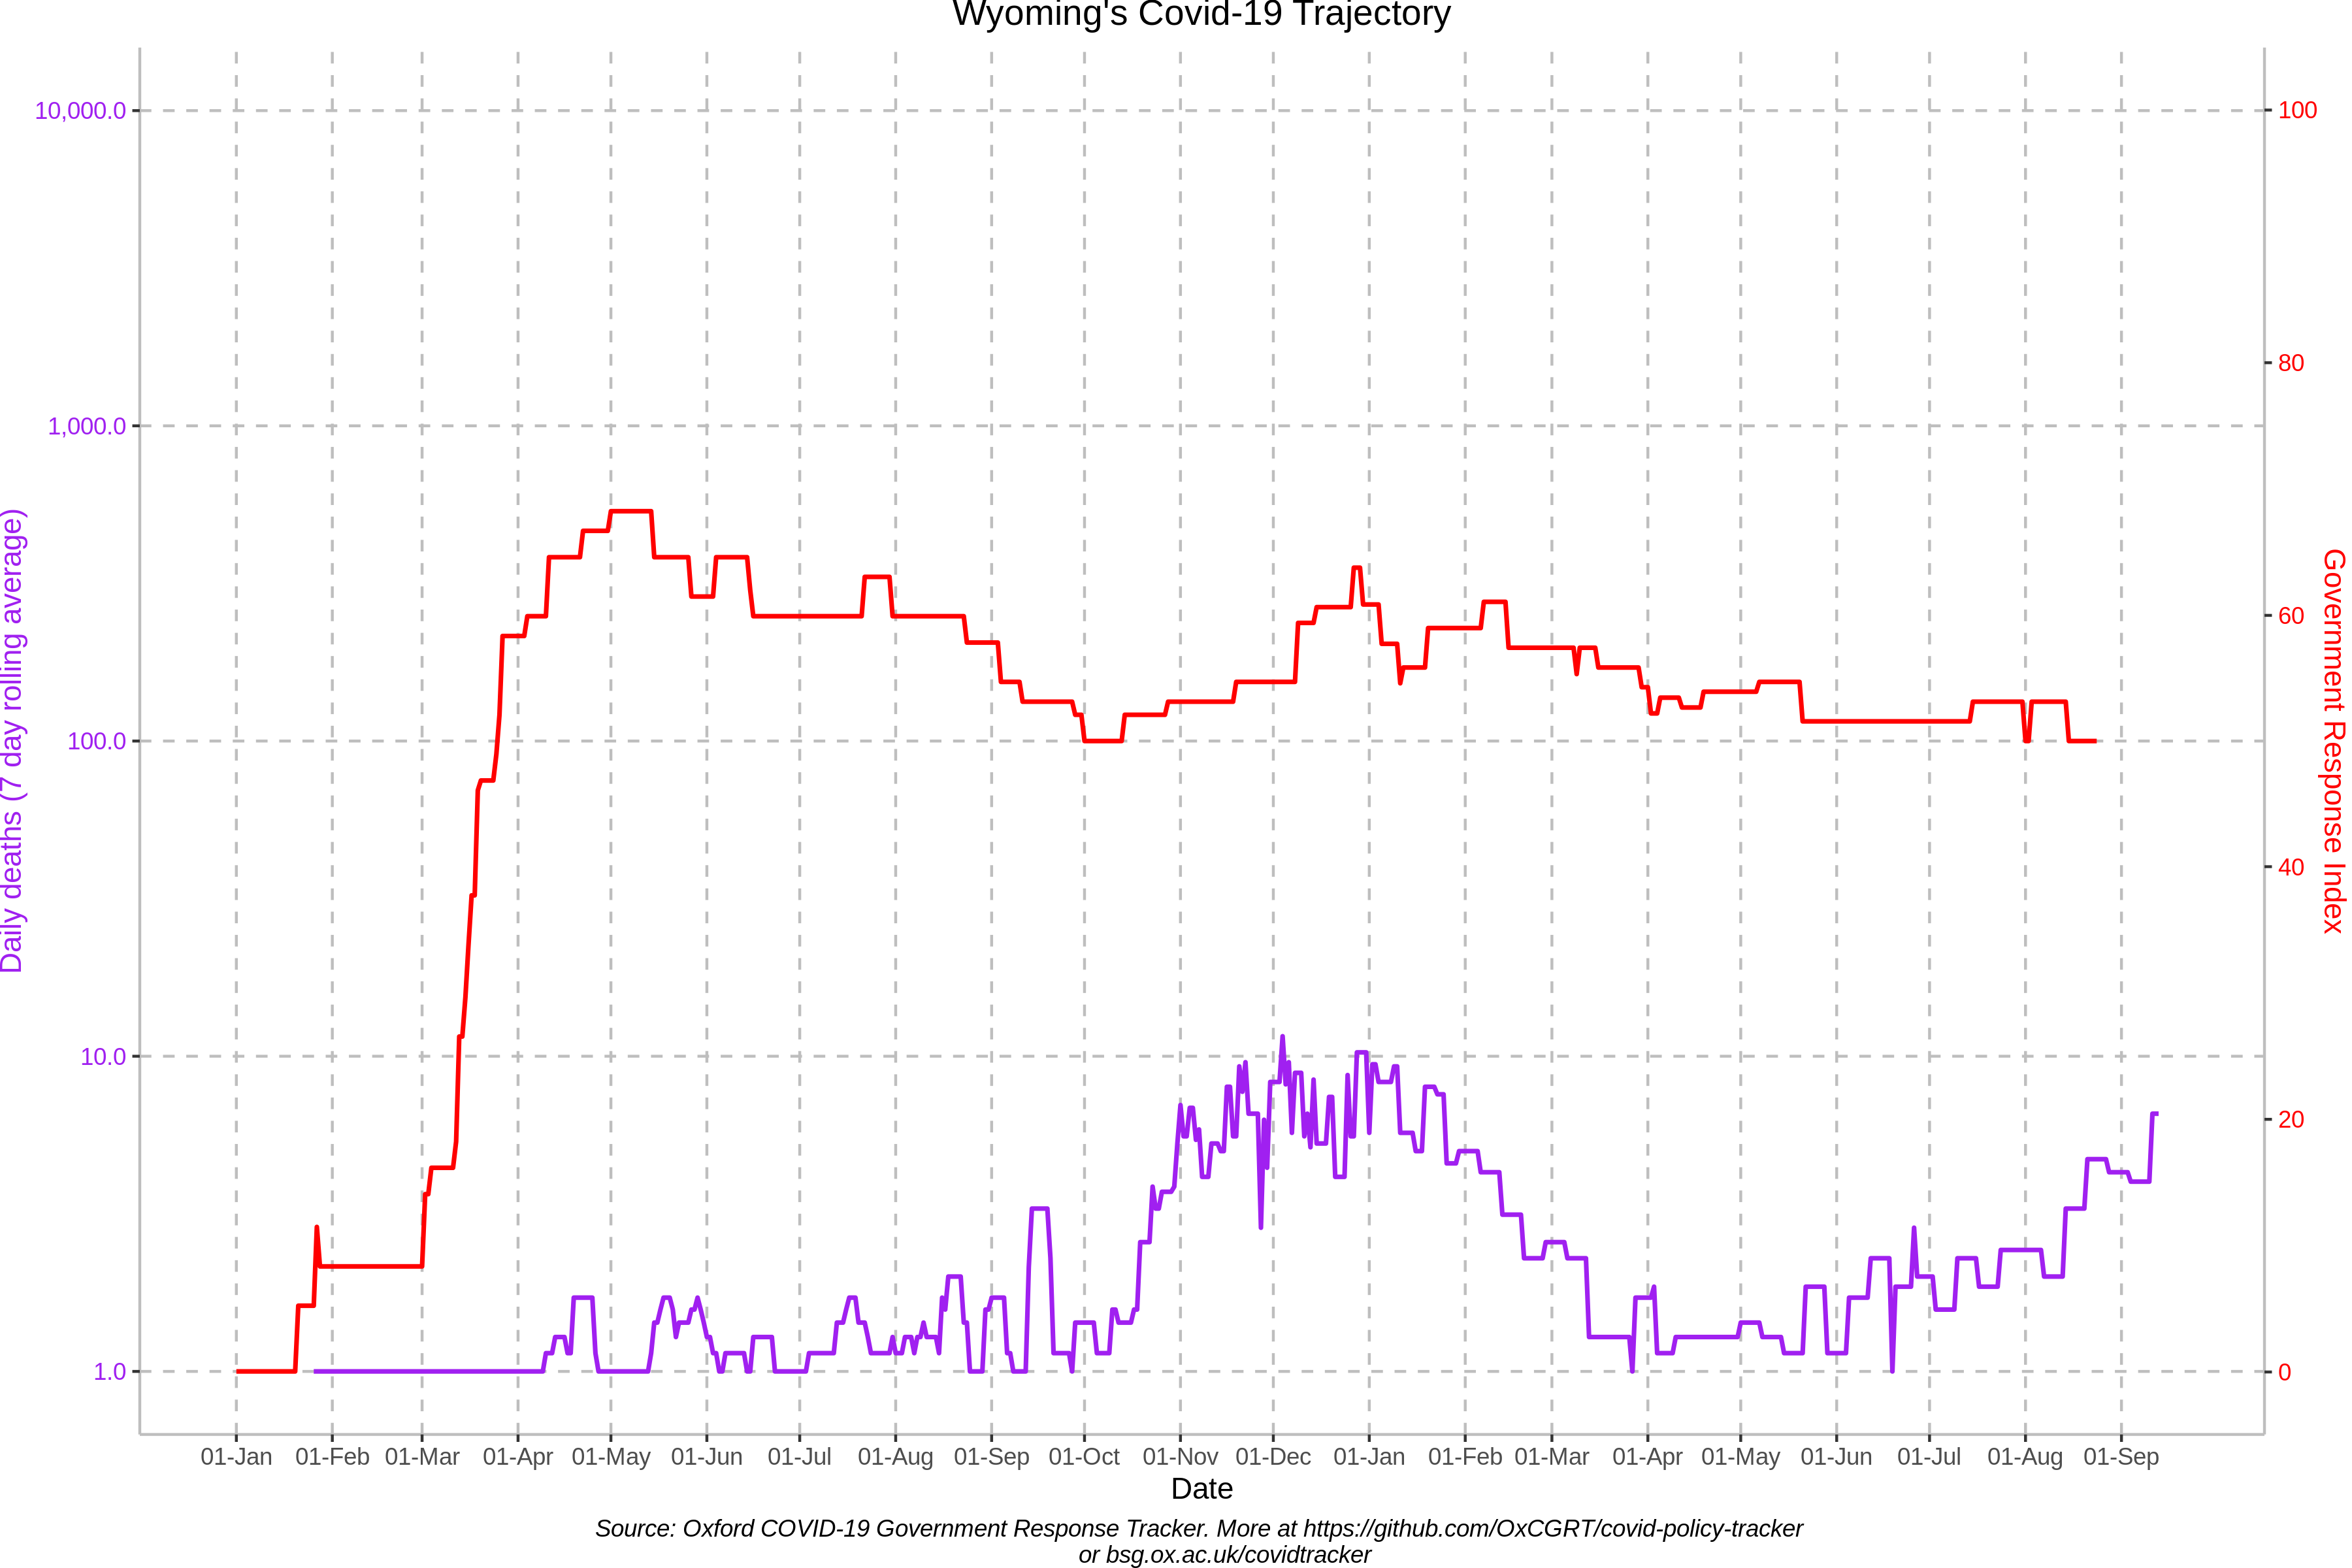 Wyoming's Covid-19 Trajectory
10,000.0
1,000.0
100.0
10.0
1.0
Daily deaths (7 day rolling average)
100
80
60
40
20
0
Government Response Index
01-Jan 01-Feb 01-Mar 01-Apr 01-May 01-Jun 01-Jul 01-Aug 01-Sep 01-Oct 01-Nov 01-Dec 01-Jan 01-Feb 01-Mar 01-Apr 01-May 01-Jun 01-Jul 01-Aug 01-Sep
Date
Source: Oxford COVID-19 Government Response Tracker. More at https://github.com/OxCGRT/covid-policy-tracker
or bsg.ox.ac.uk/covidtracker